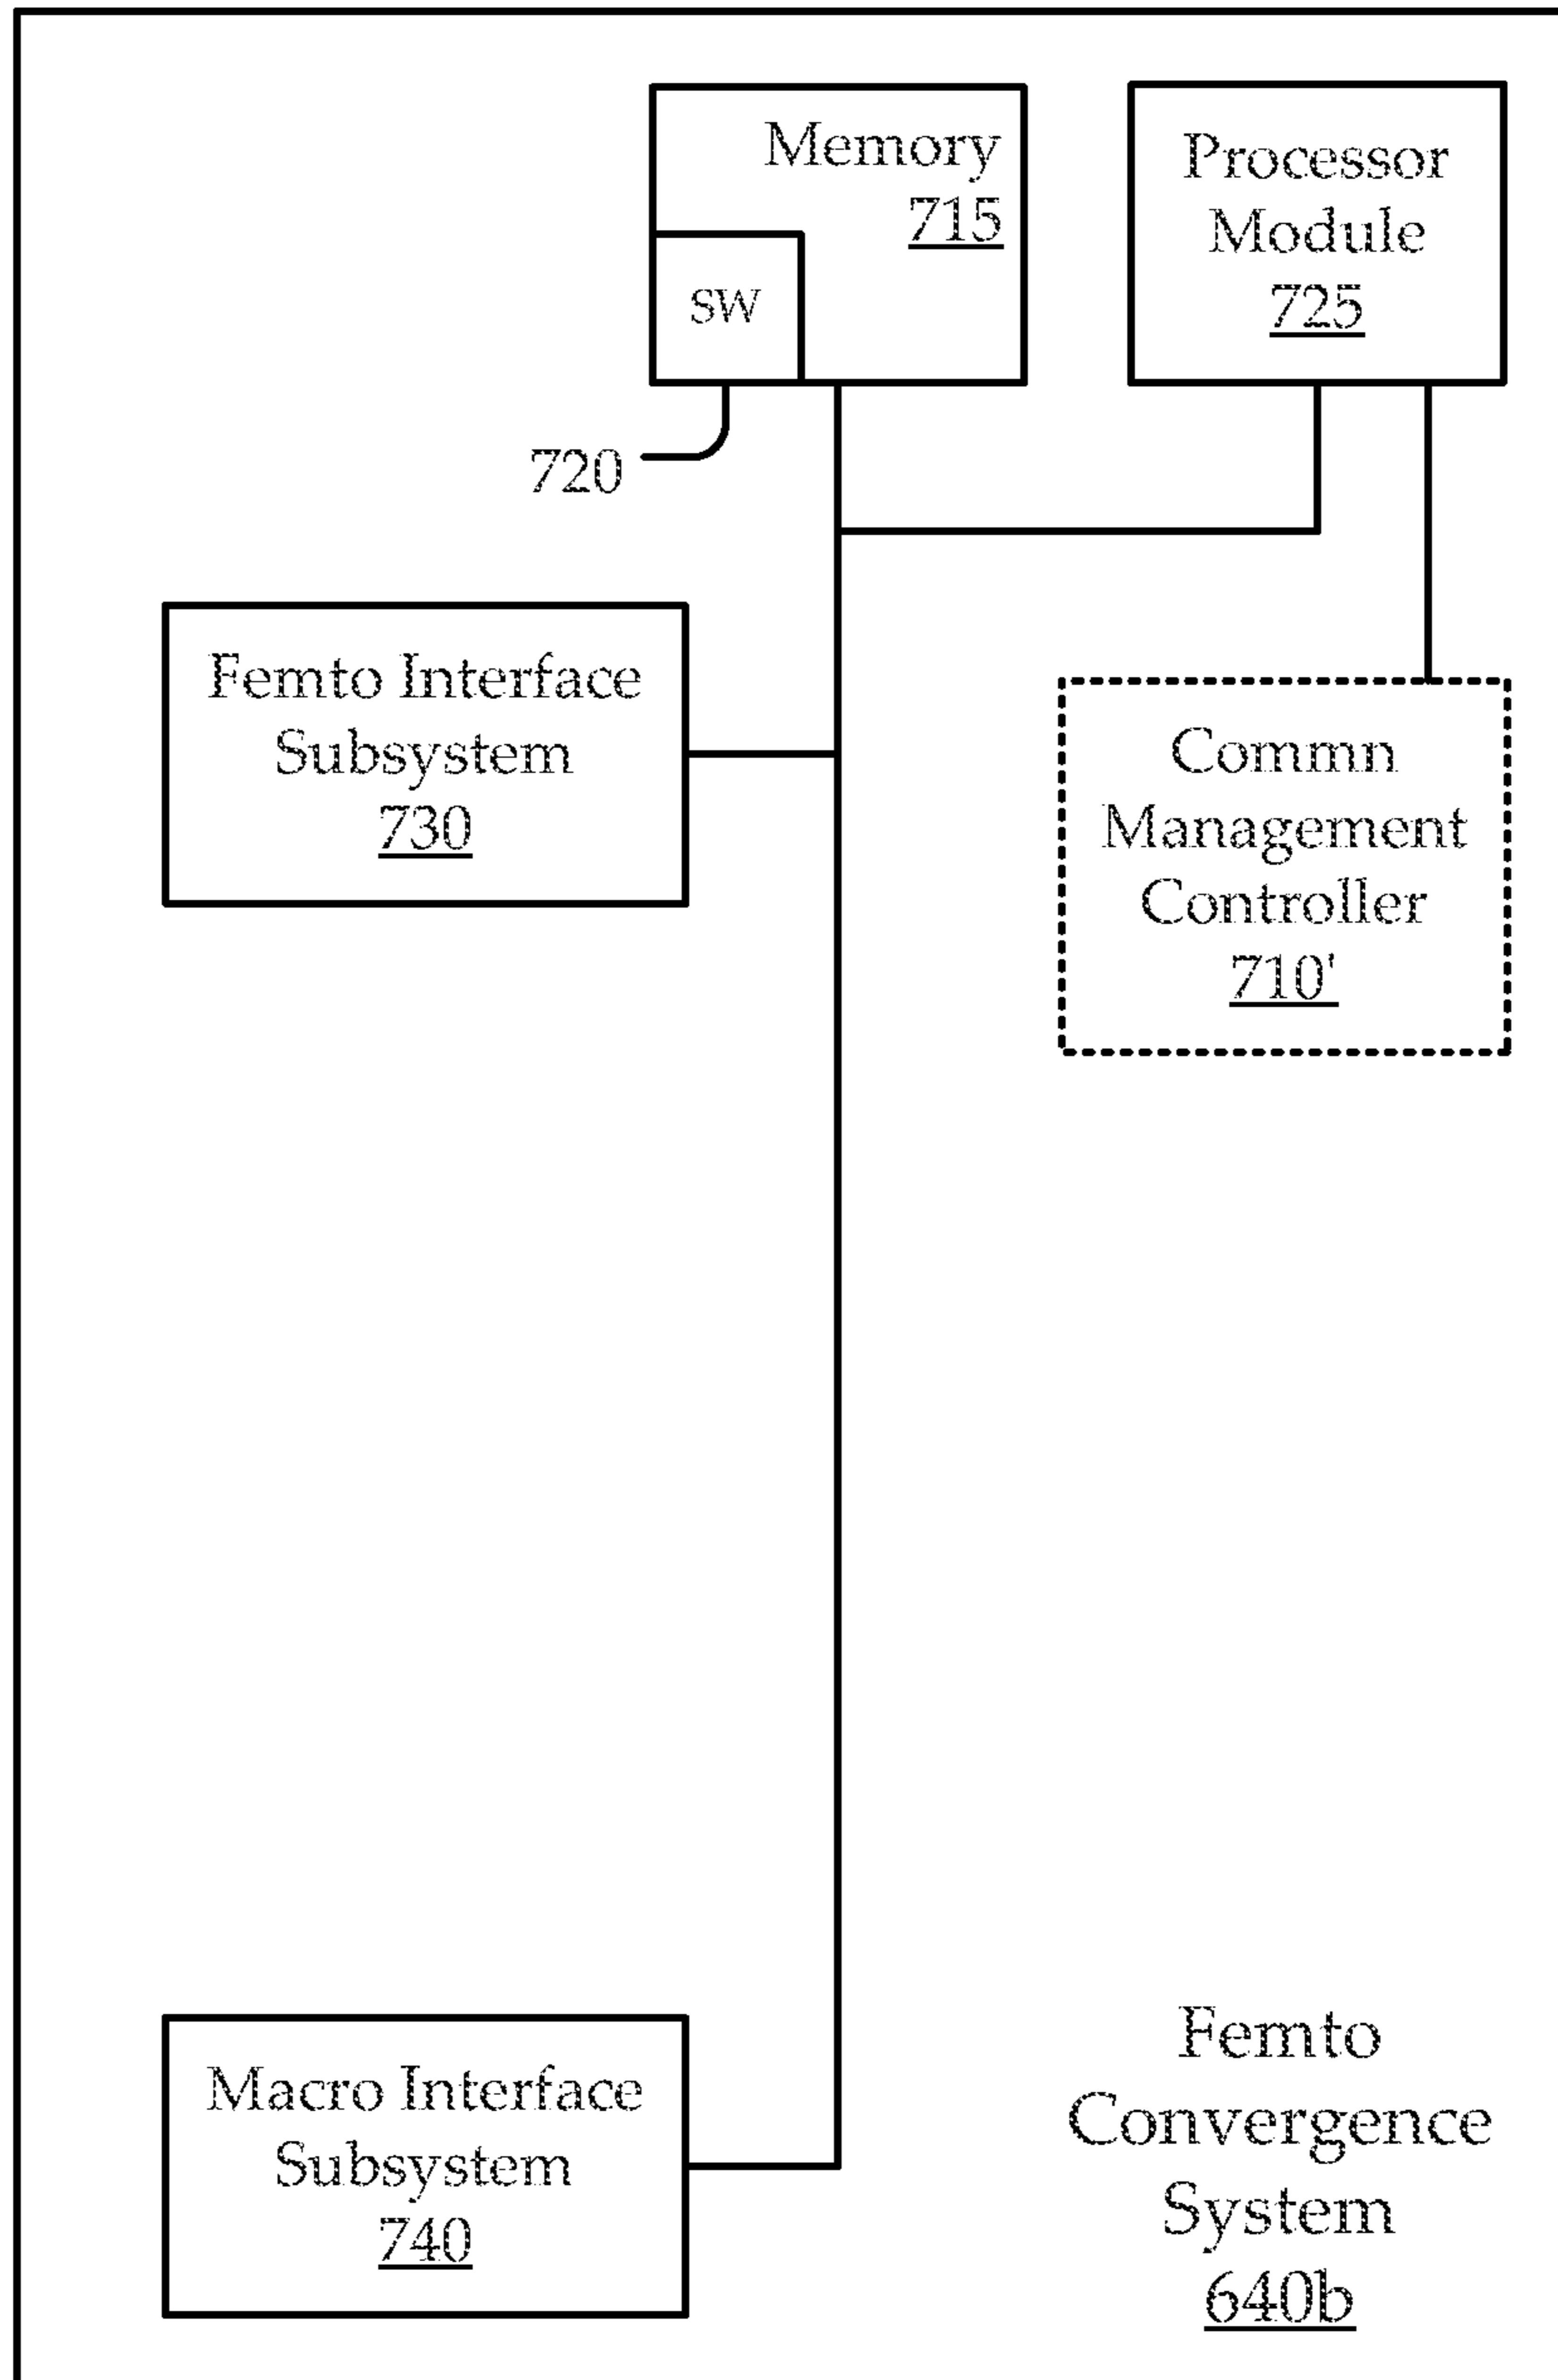 Memory
715
SW
720
Processor
Module
725
Femto Interface
Subsystem
730
Commn
Management
Controller
710'
Macro Interface
Subsystem
740
Femto
Convergence
System
640b